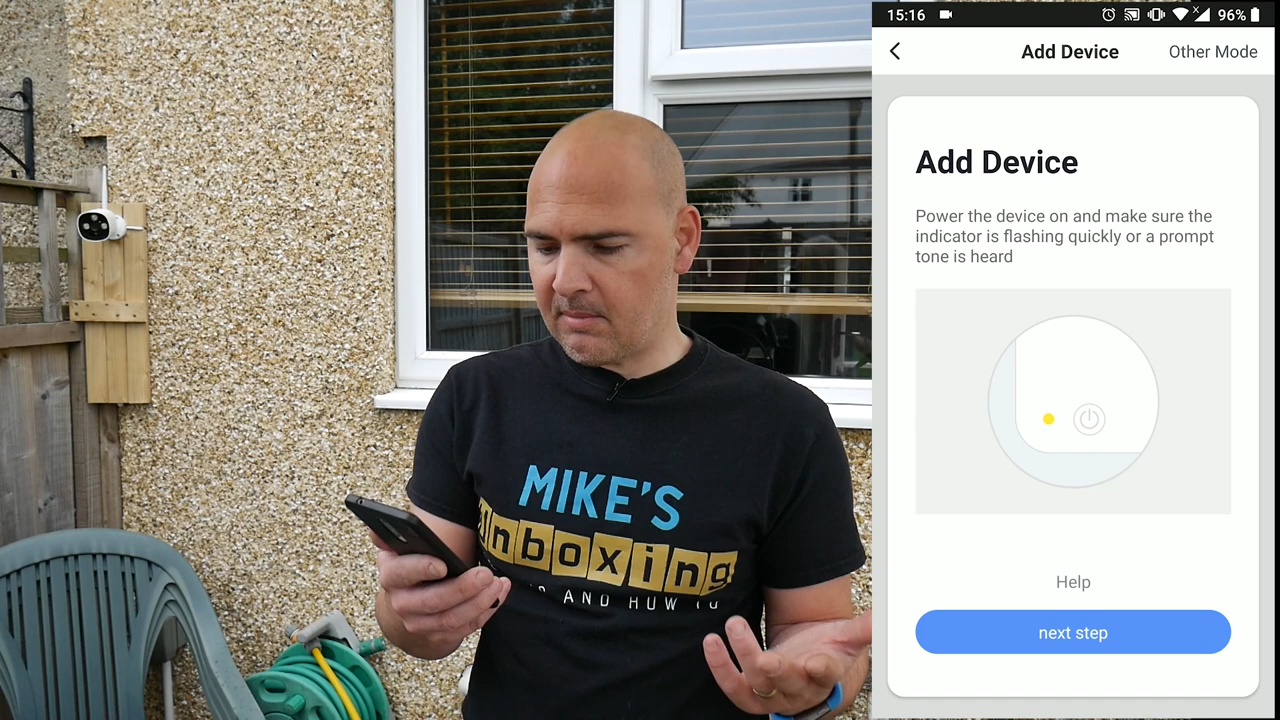 MIKE'S
unboxing
AND HOW TO
15:16
96%
Add Device
Other Mode
Add Device
Power the device on and make sure the
indicator is flashing quickly or a prompt
tone is heard
Help
next step